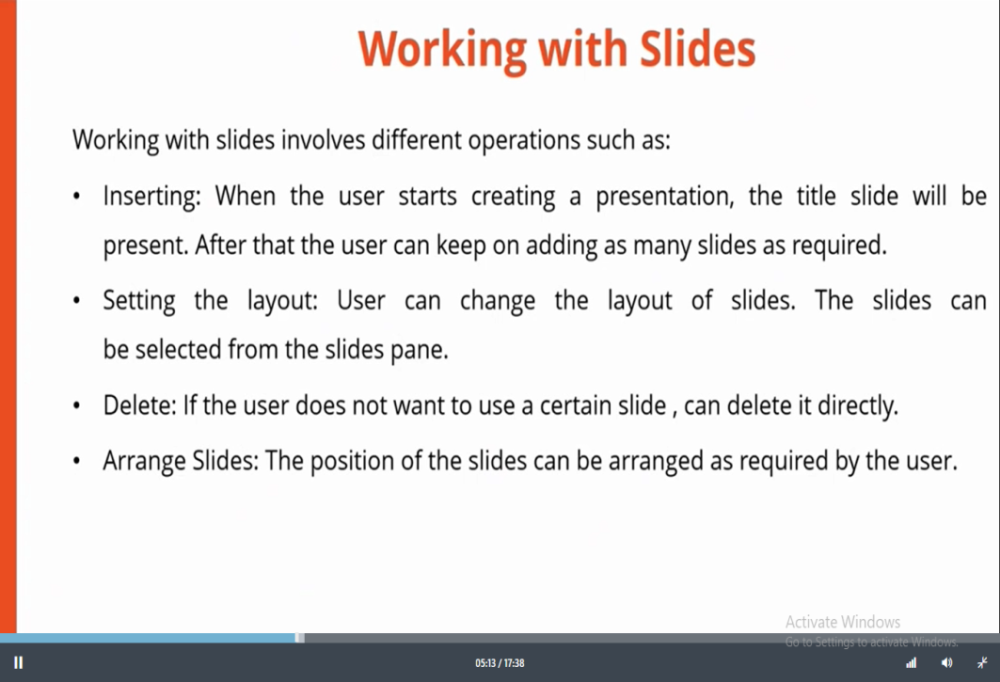 Working with Slides
Working with slides involves different operations such as:
• Inserting: When the user starts creating a presentation, the title slide will be
present. After that the user can keep on adding as many slides as required.
• Setting the layout: User can change the layout of slides. The slides can
be selected from the slides pane.
• Delete: If the user does not want to use a certain slide , can delete it directly.
• Arrange Slides: The position of the slides can be arranged as required by the user.
Activate Windows
Go to Settings to activate Windows.
05:13 / 17:38